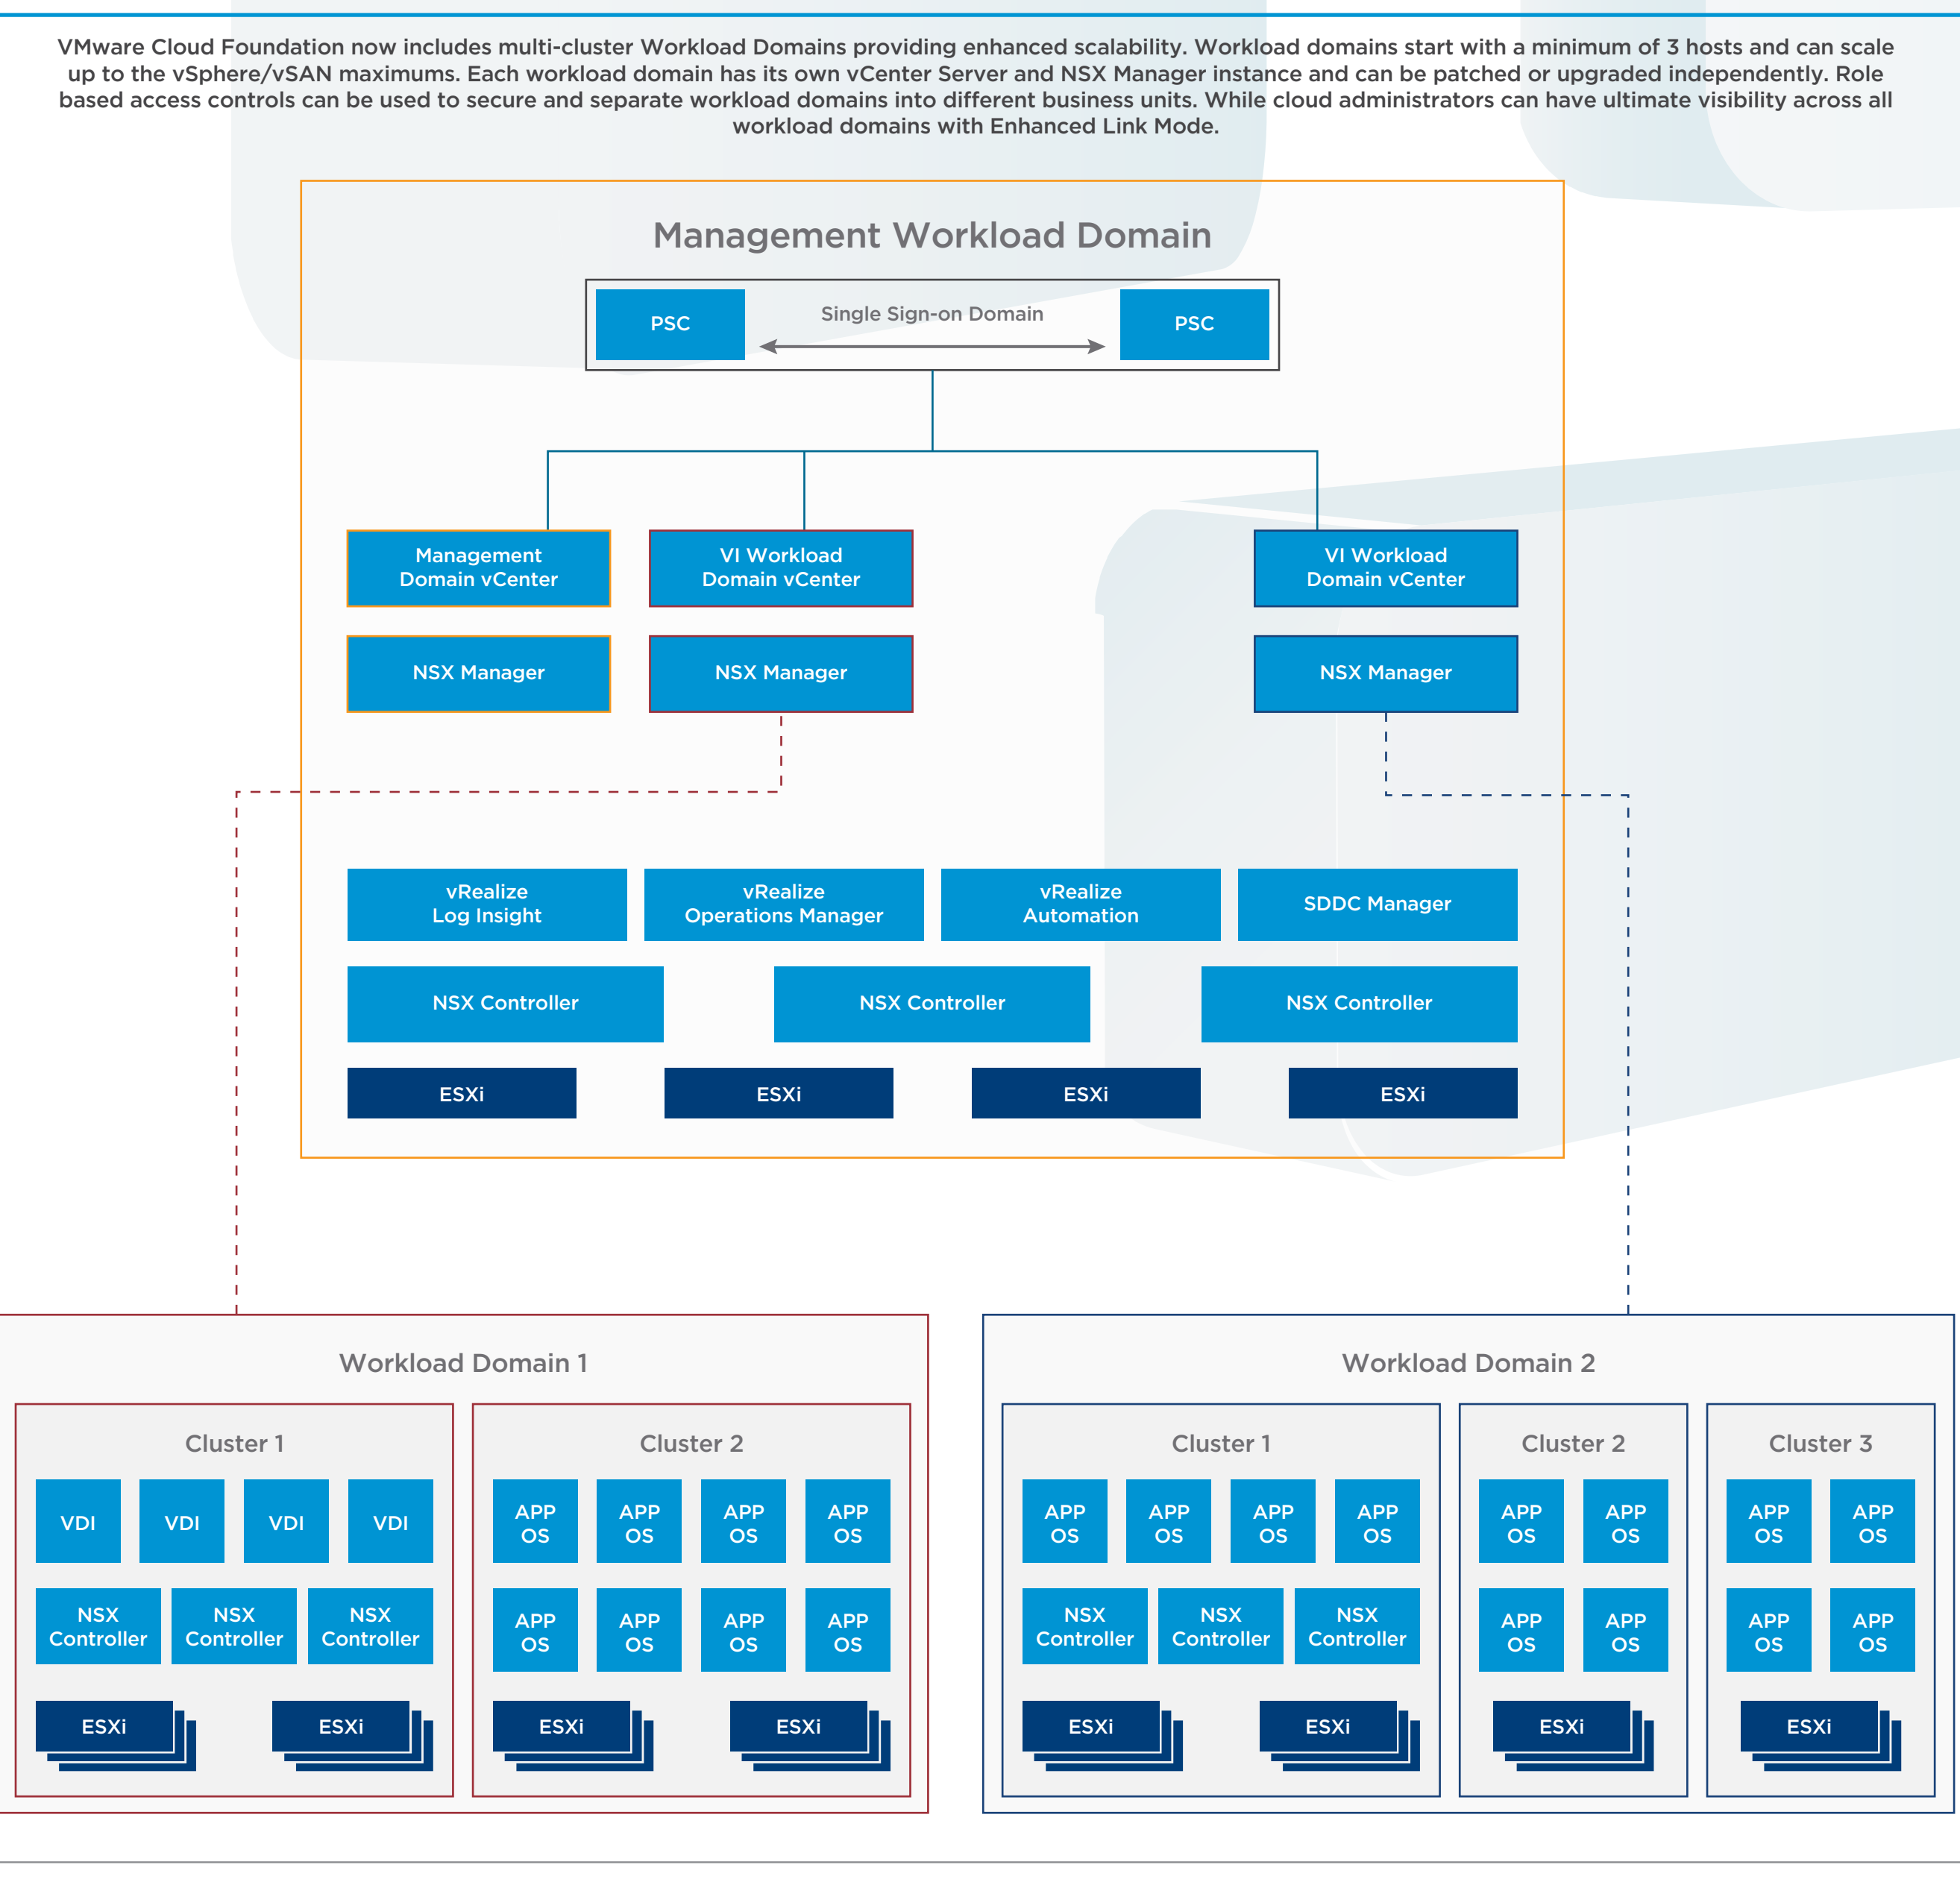 VMware Cloud Foundation now includes multi-cluster Workload Domains providing enhanced scalability. Workload domains start with a minimum of 3 hosts and can scale
up to the vSphere/vSAN maximums. Each workload domain has its own vCenter Server and NSX Manager instance and can be patched or upgraded independently. Role
based access controls can be used to secure and separate workload domains into different business units. While cloud administrators can have ultimate visibility across all
workload domains with Enhanced Link Mode.
Management Workload Domain
PSC
Single Sign-on Domain
PSC
Management
Domain vCenter
VI Workload
Domain vCenter
VI Workload
Domain vCenter
NSX Manager
NSX Manager
NSX Manager
vRealize
Log Insight
vRealize
Operations Manager
vRealize
Automation
SDDC Manager
NSX Controller
NSX Controller
NSX Controller
ESXi
ESXi
ESXi
ESXi
Workload Domain 1
Cluster 1
VDI
VDI
VDI
VDI
NSX
Controller
NSX
Controller
NSX
Controller
ESXi
ESXi
Cluster 2
APP
OS
APP
OS
APP
OS
APP
OS
APP
OS
APP
OS
APP
OS
APP
OS
ESXi
ESXi
Workload Domain 2
Cluster 1
APP
OS
APP
OS
APP
OS
APP
OS
NSX
Controller
NSX
Controller
NSX
Controller
ESXi
ESXi
Cluster 2
APP
OS
APP
OS
APP
OS
APP
OS
ESXi
Cluster 3
APP
OS
APP
OS
APP
OS
APP
OS
ESXi